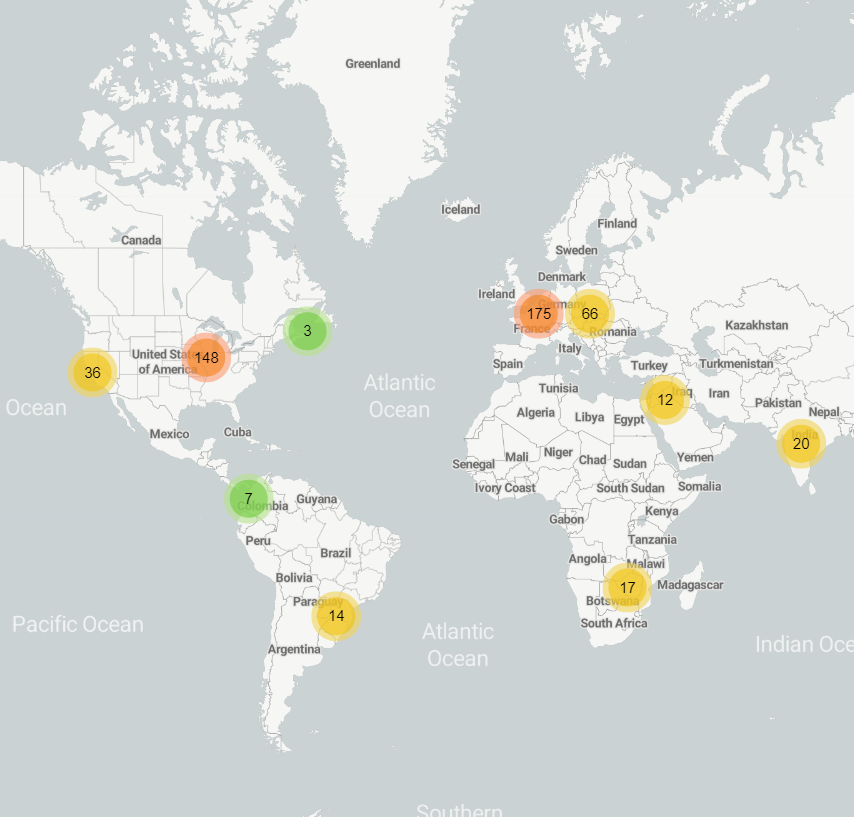 Greenland
Iceland
Finland
Canada
Sweden
Denmark
Ireland
Germany
175
66
3
France
Romania
Kazakhstan
Italy
United States
of America
148
Spain
Turkey
Turkmenistan
36
Atlantic
Ocean
Tunisia
Iraq
Iran
12
Pakistan
Ocean
Algeria
Libya
Egypt
Nepal
Mexico
Cuba
India
20
Mali
Niger
Chad
Sudan
Yemen
Senegal
Ivory Coast
South Sudan
Somalia
7
Colombia
Guyana
Gabon
Kenya
Peru
Brazil
Tanzania
Angola
Malawi
Bolivia
17
Madagascar
Paraguay
Botswana
14
South Africa
Pacific Ocean
Atlantic
Ocean
Indian Oce
Argentina
Southern